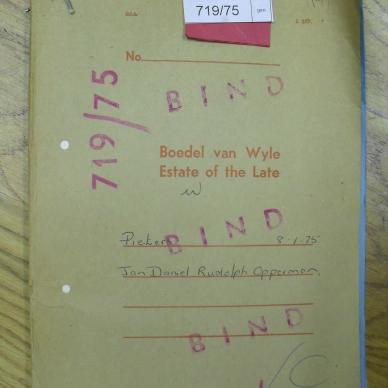 719/75
No.
719/75
BIND
Boedel van Wyle
Estate of the Late
W
BIND
8-1-75
Jan Daniel Rudolph Opperman.
BIND